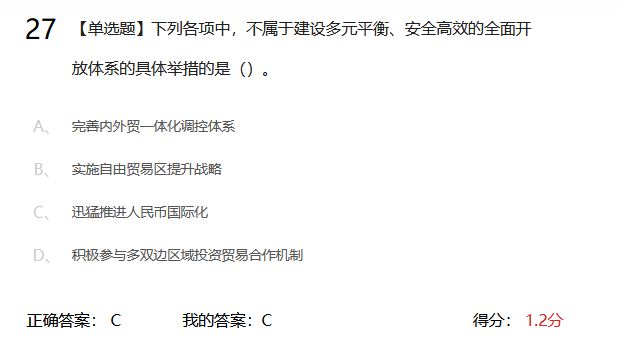 27 【单选题】下列各项中，不属于建设多元平衡、安全高效的全面开
放体系的具体举措的是（）。
A、 完善内外贸一体化调控体系
B、 实施自由贸易区提升战略
C、 迅猛推进人民币国际化
D、 积极参与多双边区域投资贸易合作机制
正确答案： C 我的答案：C 得分： 1.2分